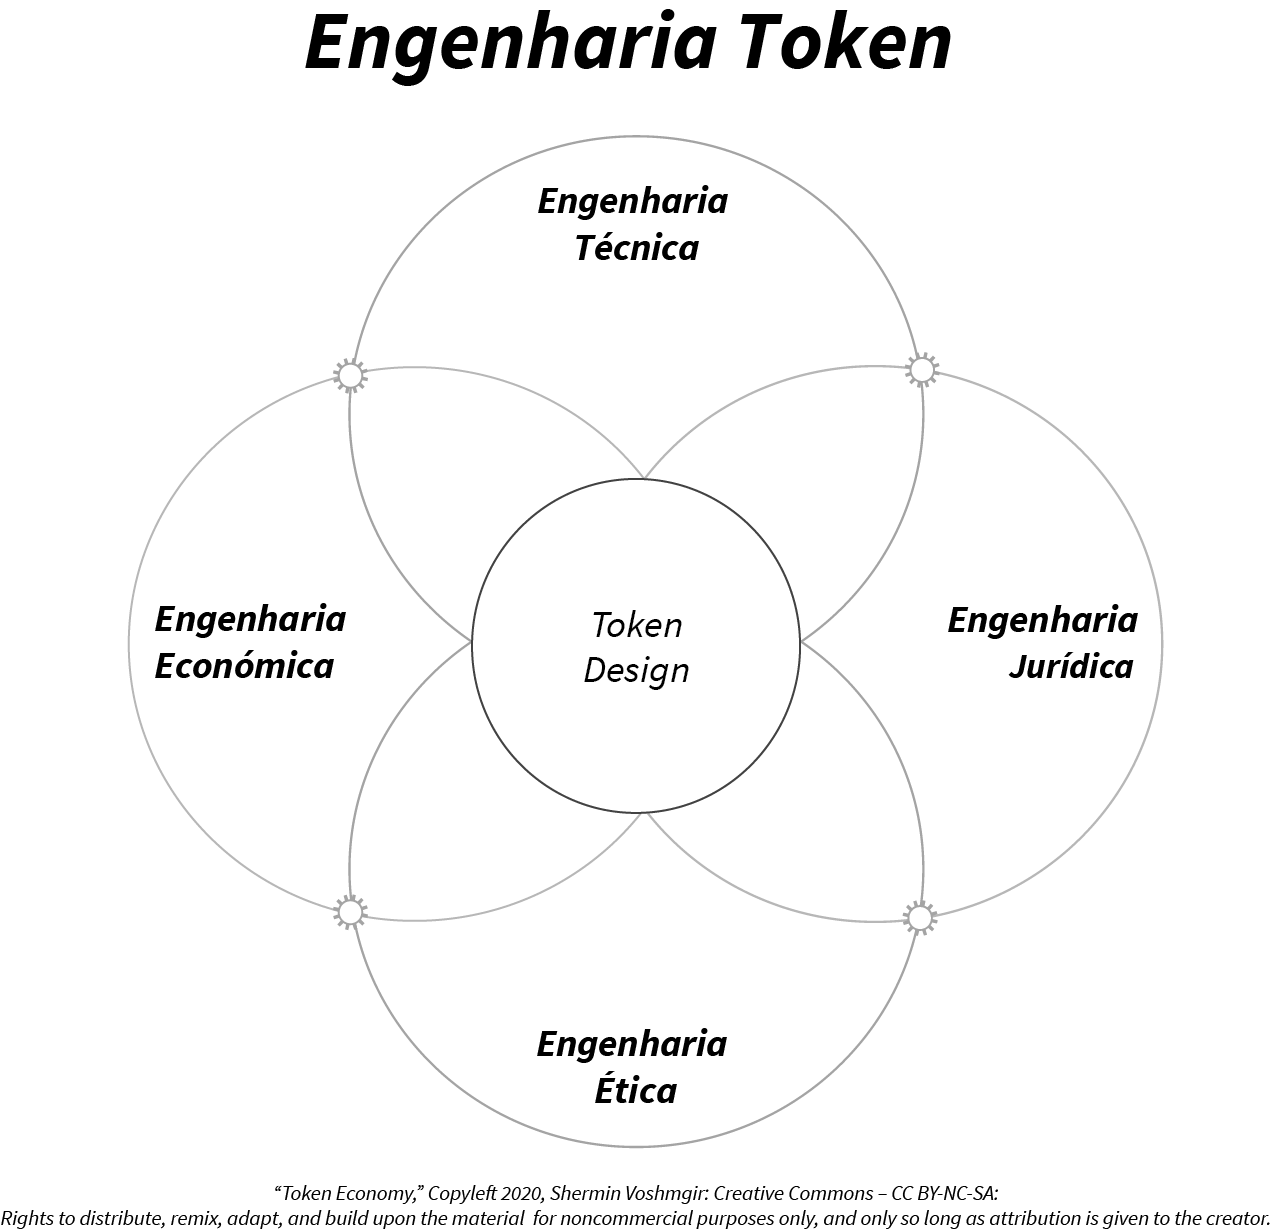 Engenharia Token
Engenharia
Técnica
Engenharia
Económica
Token
Design
Engenharia
Jurídica
Engenharia
Ética
“Token Economy,” Copyleft 2020, Shermin Voshmgir: Creative Commons – CC BY-NC-SA:
Rights to distribute, remix, adapt, and build upon the material for noncommercial purposes only, and only so long as attribution is given to the creator.